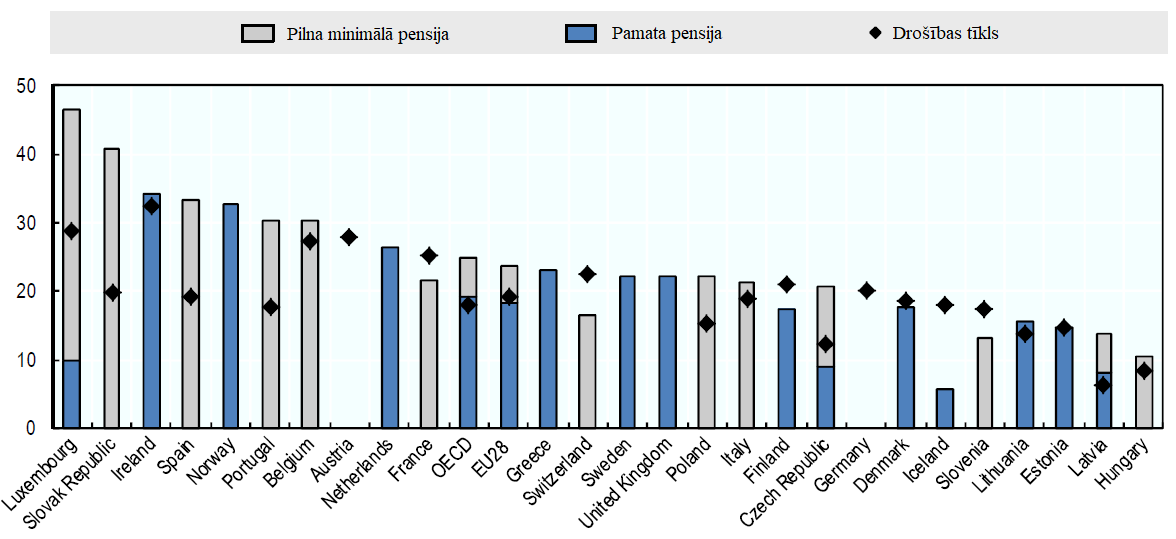 Pilna minimālā pensija Pamata pensija Drošības tīkls
50
40
30
20
10
0
Luxembourg
Slovak Republic
Ireland
Spain
Norway
Portugal
Belgium
Austria
Netherlands
France
OECD
EU28
Greece
Switzerland
Sweden
United Kingdom
Poland
Italy
Finland
Czech Republic
Germany
Denmark
Iceland
Slovenia
Lithuania
Estonia
Latvia
Hungary